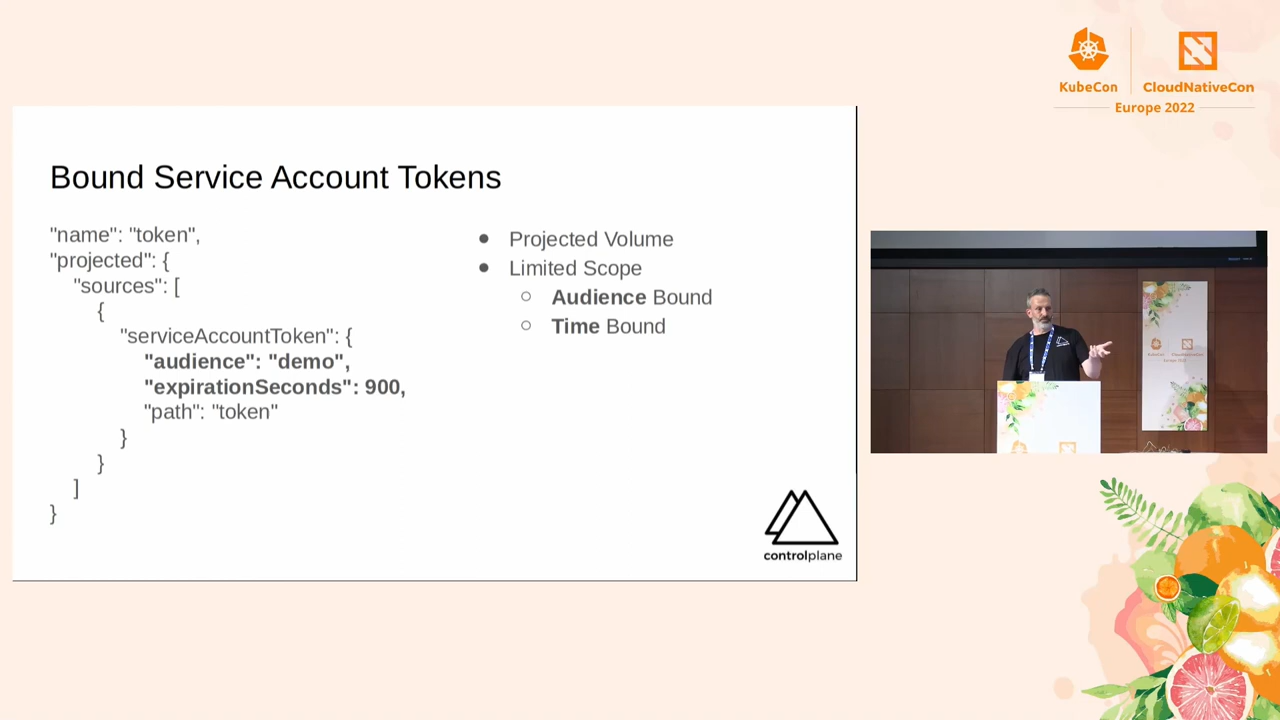 KubeCon
CloudNativeCon
Europe 2022
Bound Service Account Tokens
"name": "token",
"projected": {
"sources": [
{
"serviceAccountToken": {
"audience": "demo",
"expirationSeconds": 900,
"path": "token"
}
}
]
}
● Projected Volume
● Limited Scope
○ Audience Bound
○ Time Bound
controlplane